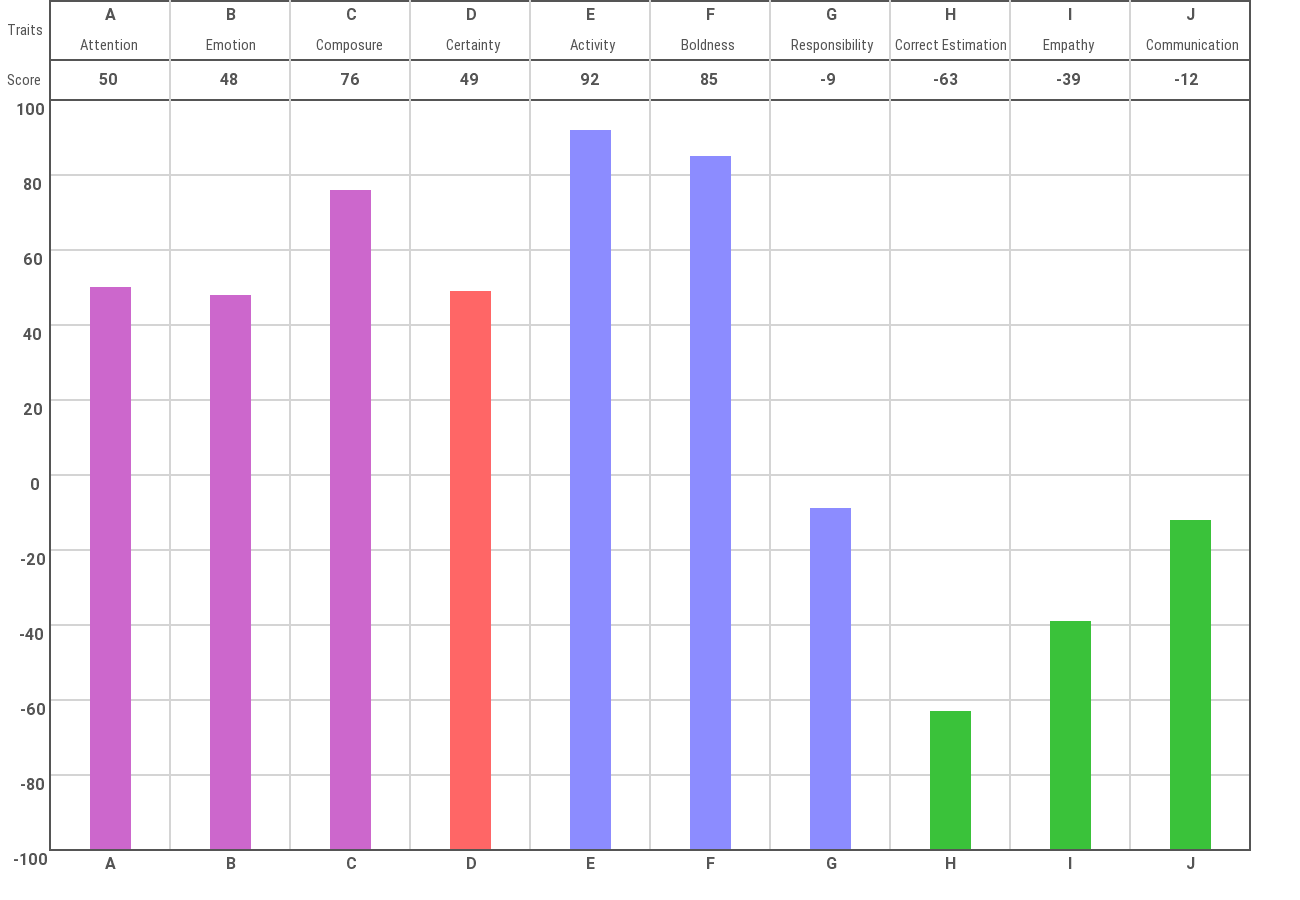 Traits A B C D E F G H I J
Attention Emotion Composure Certainty Activity Boldness Responsibility Correct Estimation Empathy Communication
Score 50 48 76 49 92 85 -9 -63 -39 -12
100
80
60
40
20
0
-20
-40
-60
-80
-100
A B C D E F G H I J